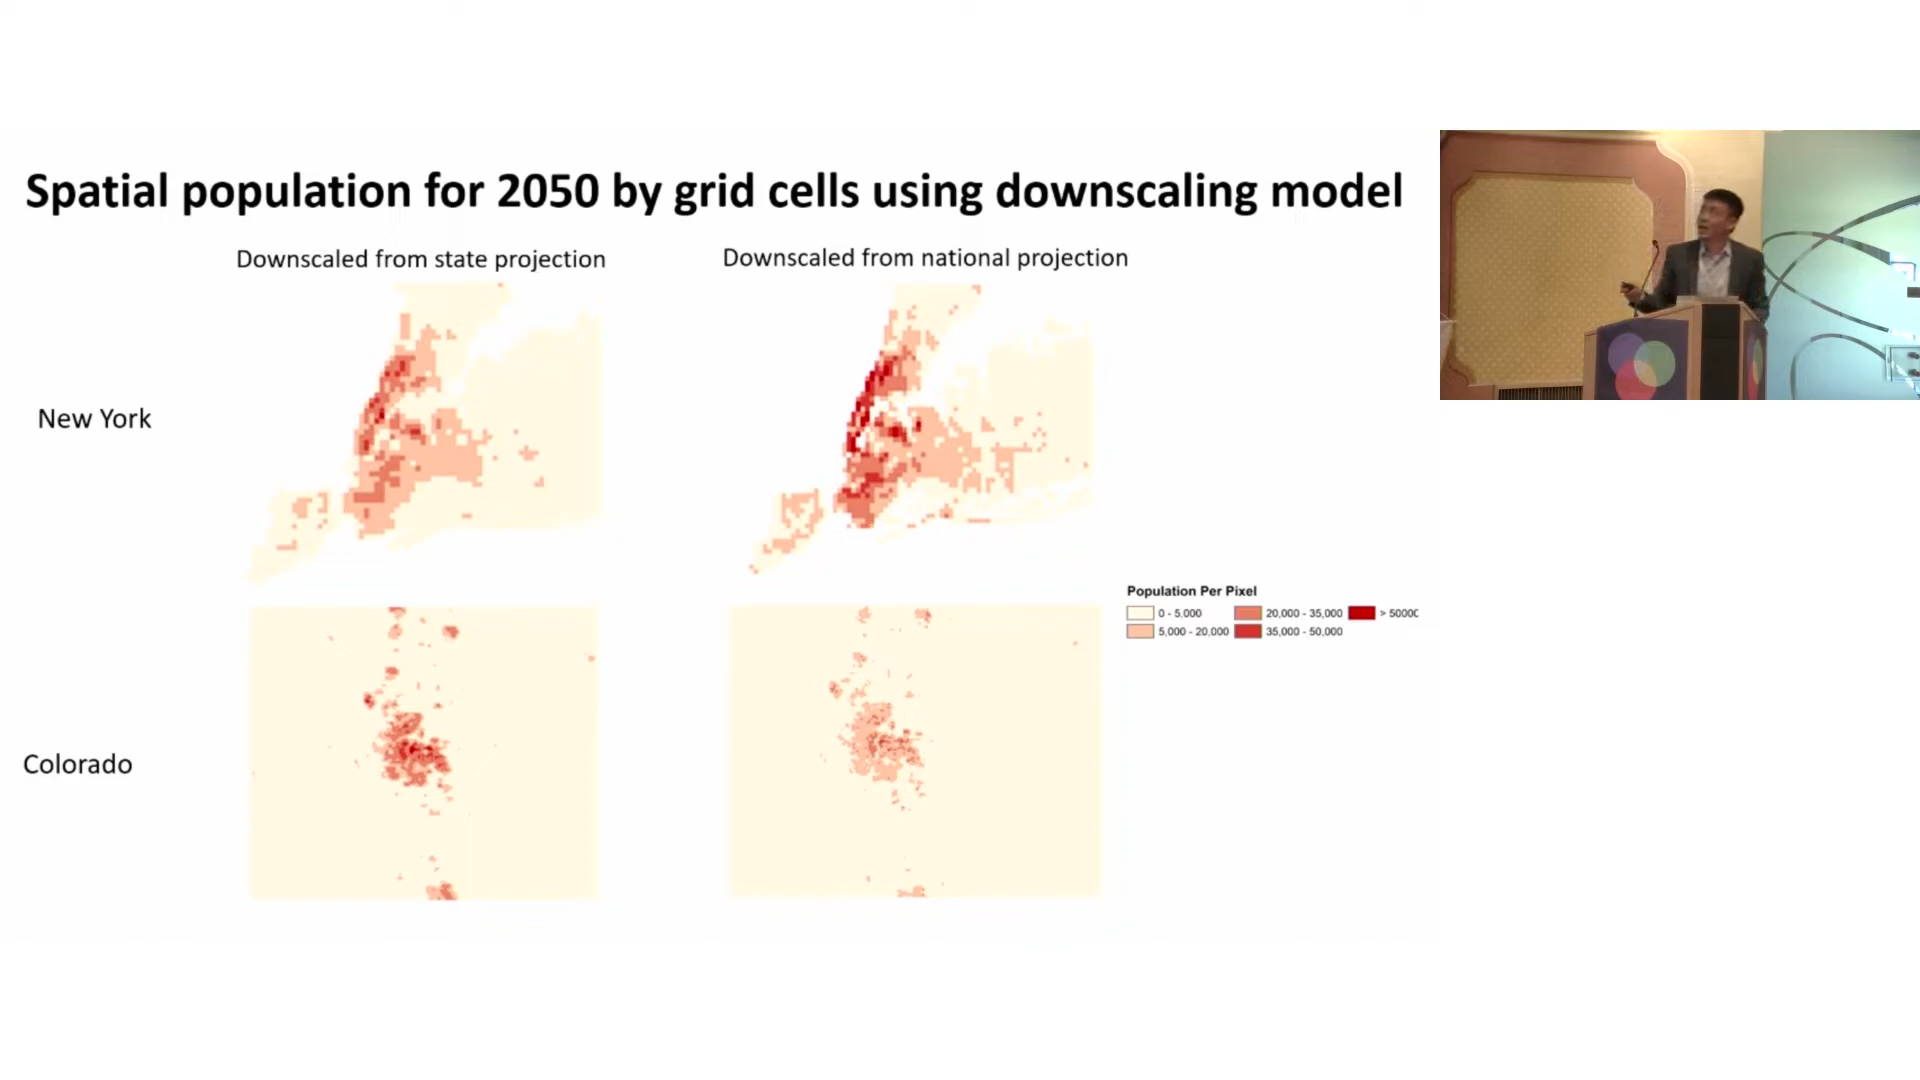 Spatial population for 2050 by grid cells using downscaling model
Downscaled from state projection
Downscaled from national projection
New York
Colorado
Population Per Pixel
0 - 5,000
20,000 - 35,000
> 5000
5,000 - 20,000
35,000 - 50,000